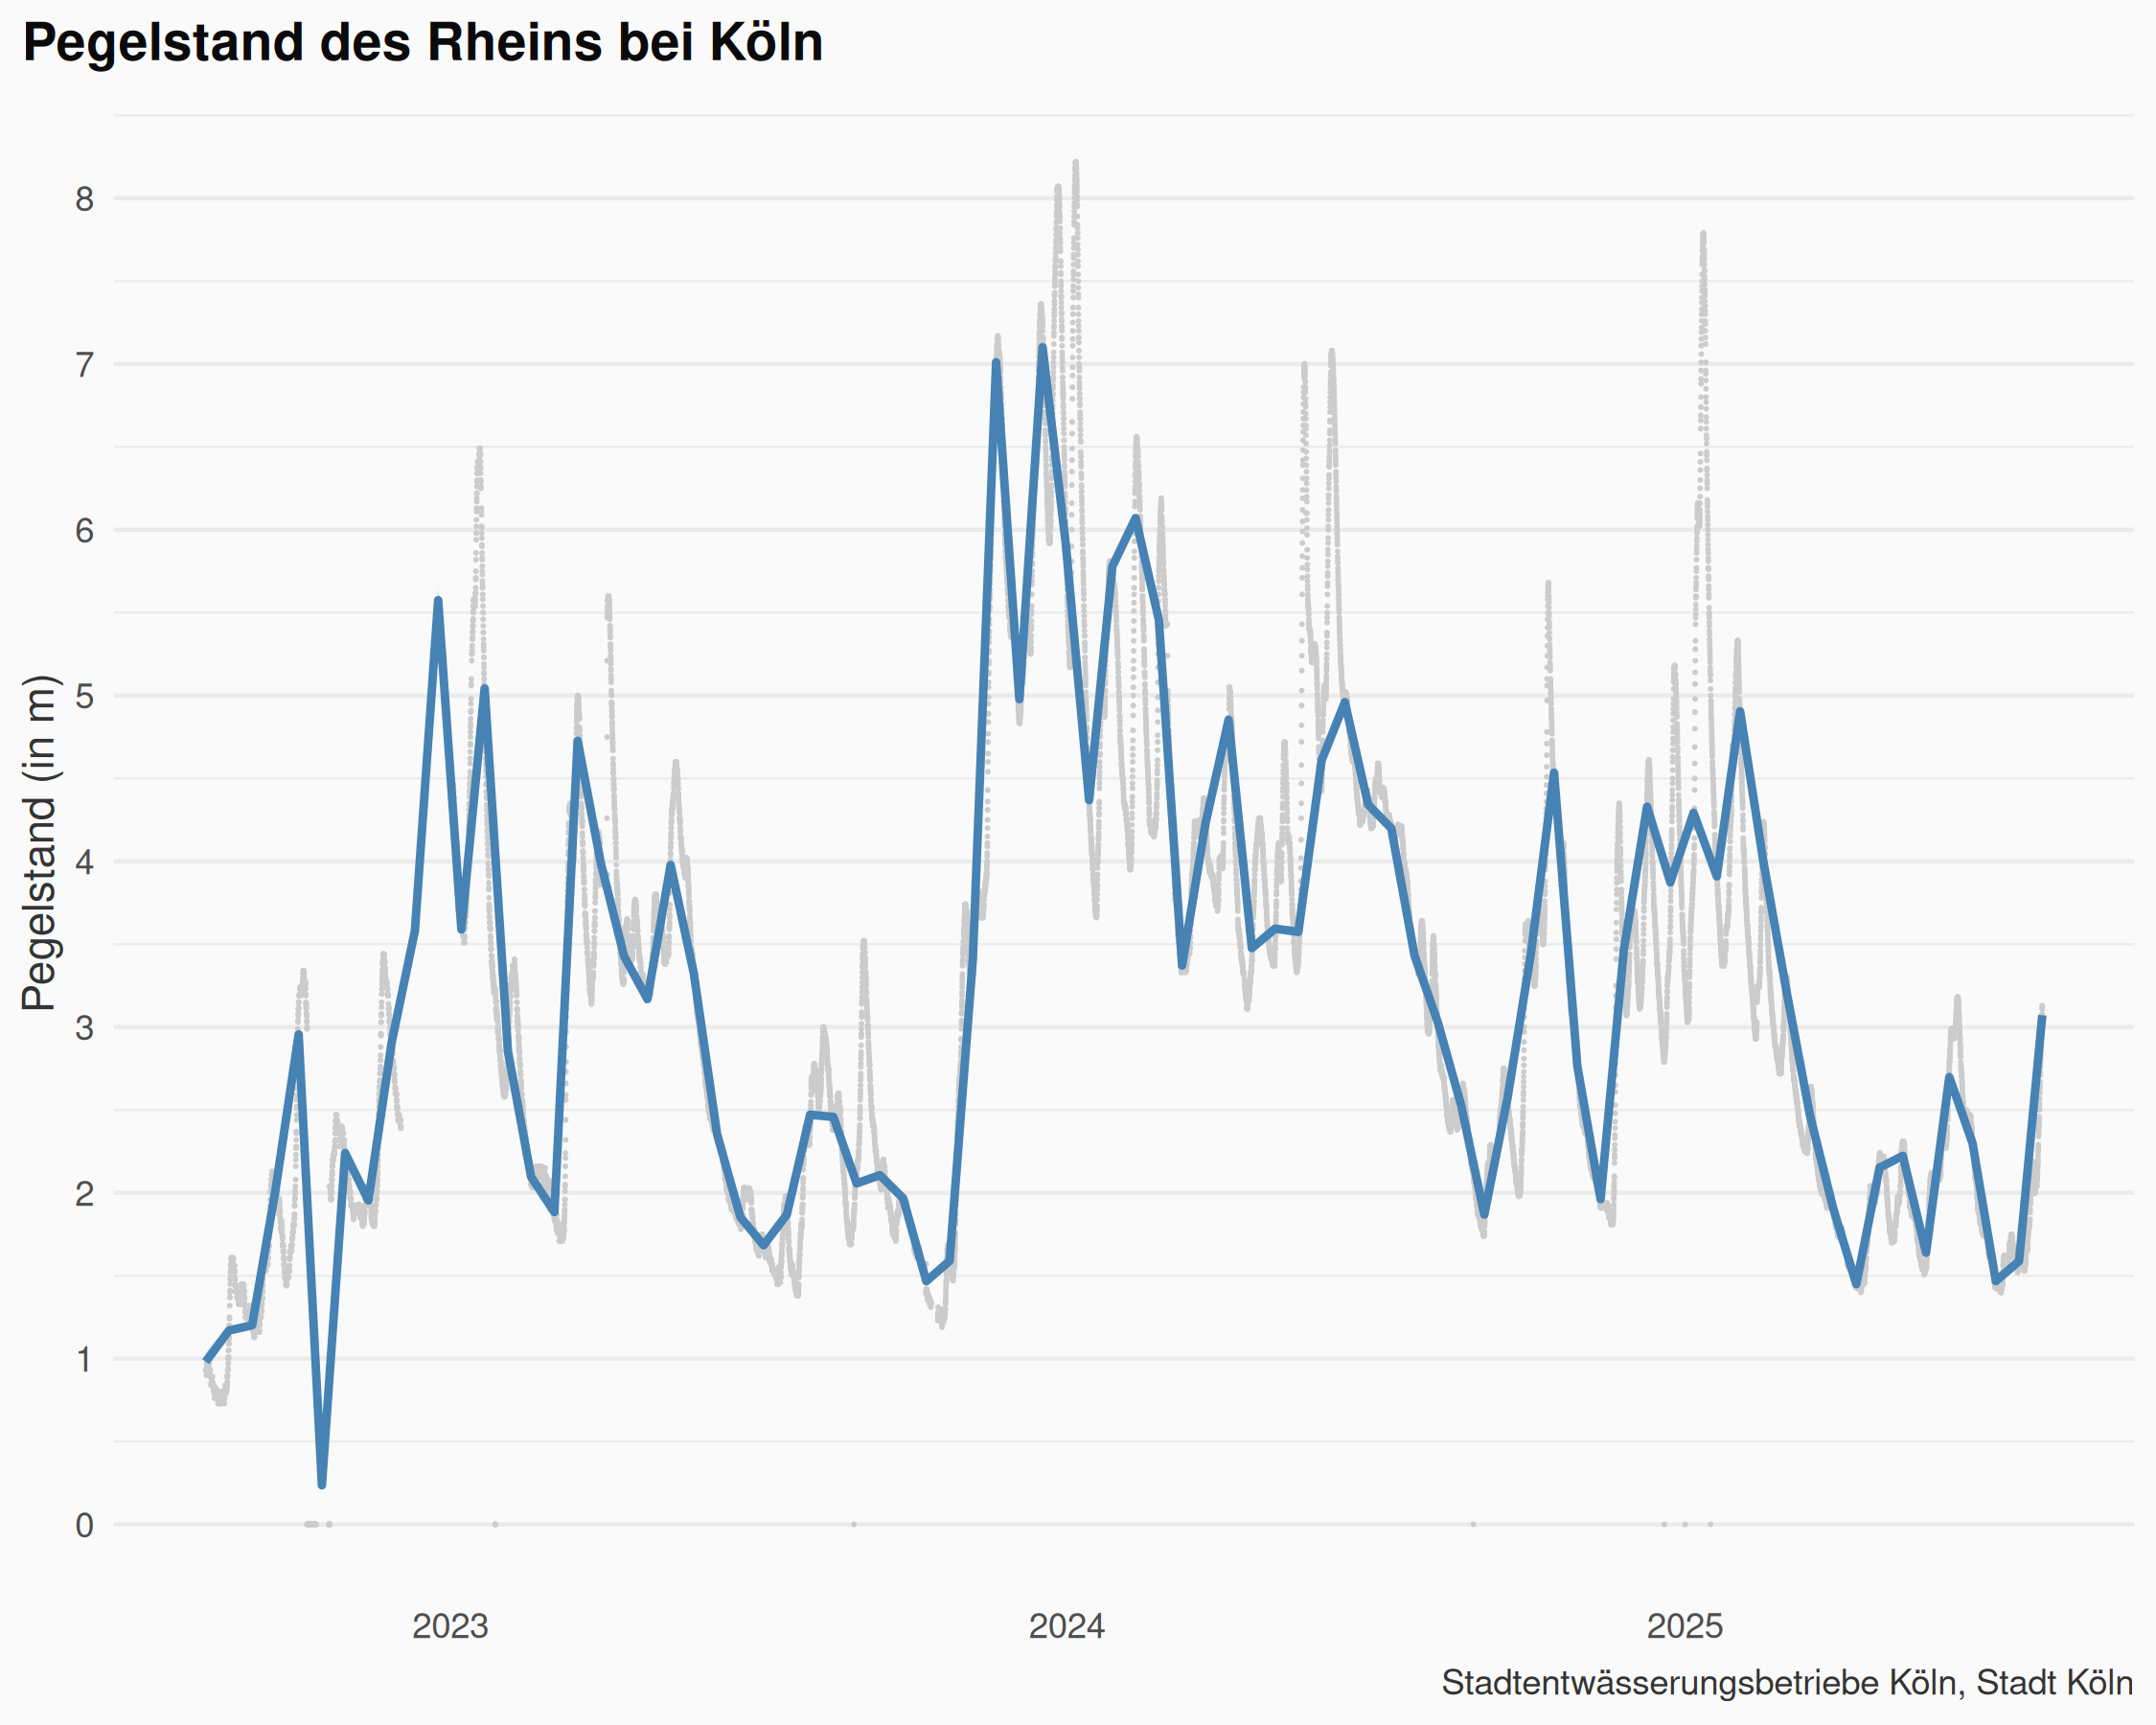 Pegelstand des Rheins bei Köln
Pegelstand (in m)
8
7
6
5
4
3
2
1
0
2023 2024 2025
Stadtentwässerungsbetriebe Köln, Stadt Köln